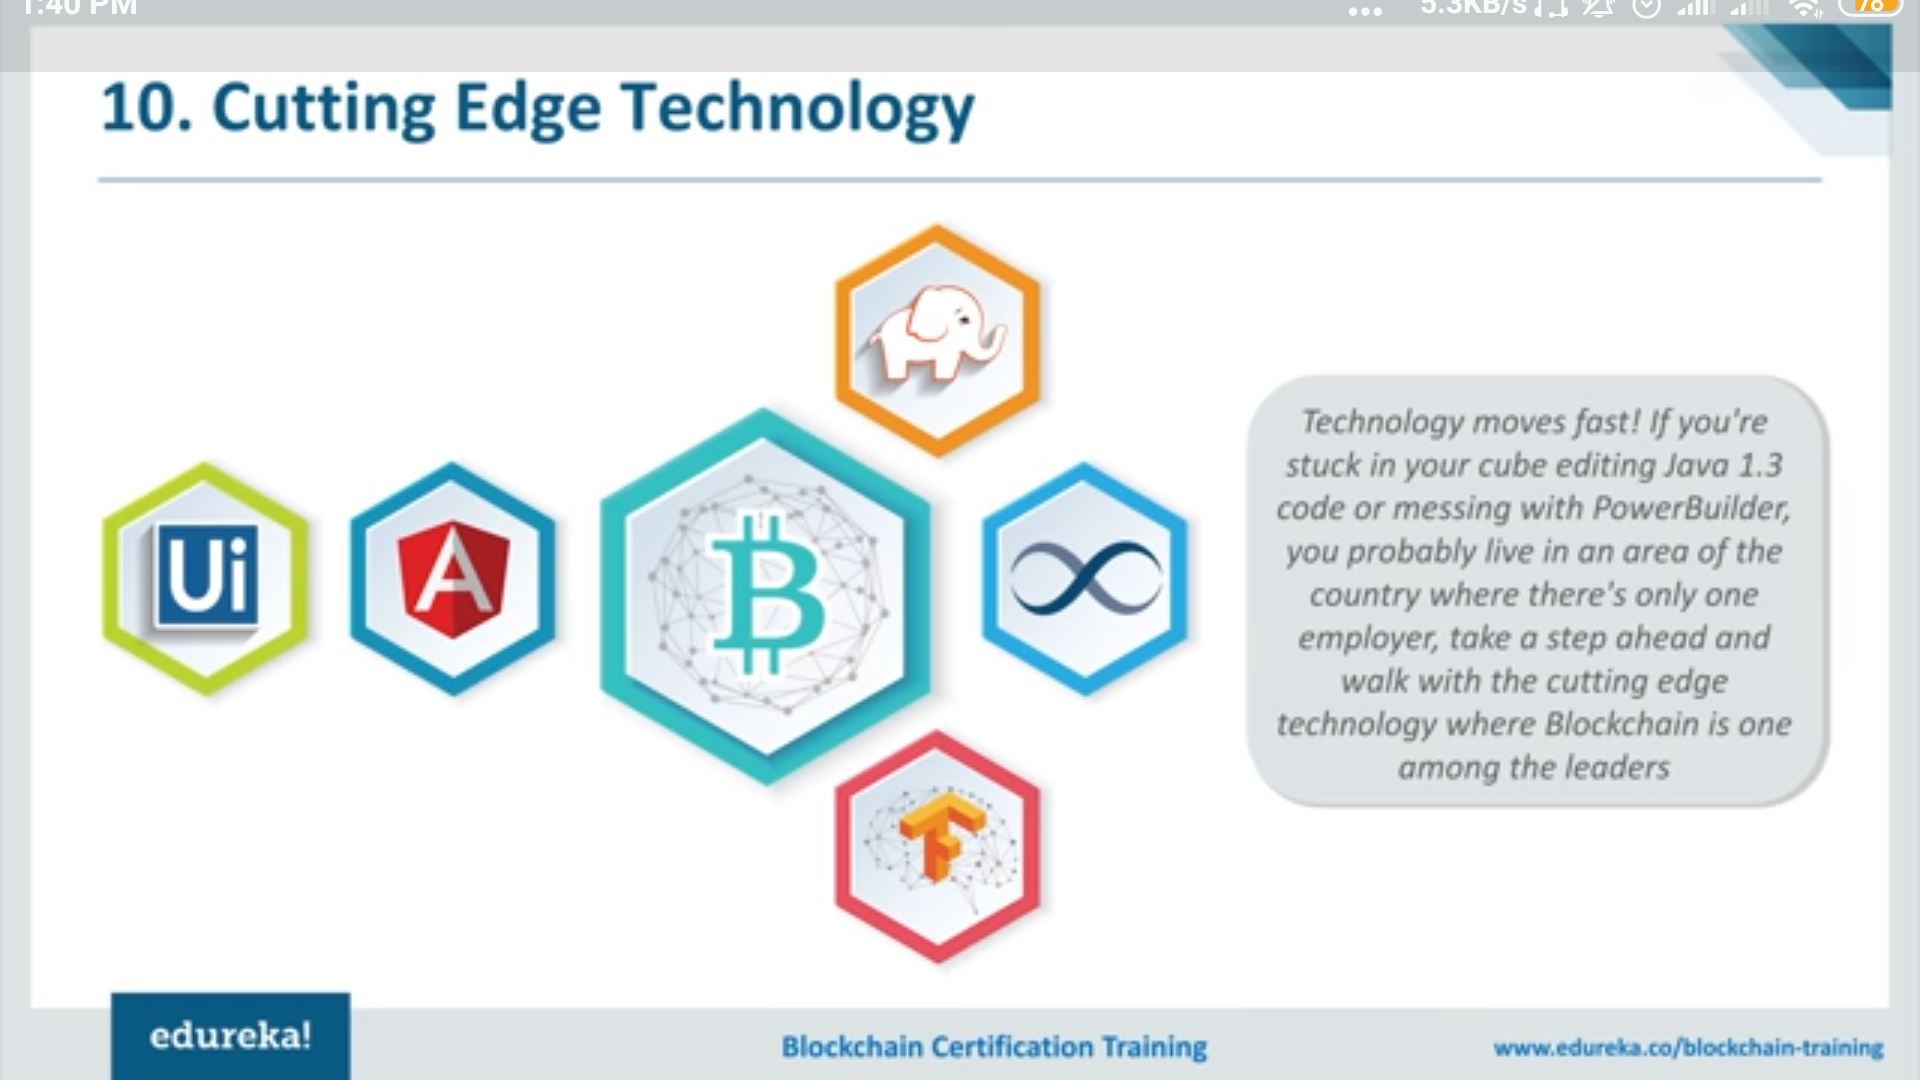 1:40 PM
5.3KB/s
78
10. Cutting Edge Technology
Ui
A
B
Technology moves fast! If you're
stuck in your cube editing Java 1.3
code or messing with PowerBuilder,
you probably live in an area of the
country where there's only one
employer, take a step ahead and
walk with the cutting edge
technology where Blockchain is one
among the leaders
edureka!
Blockchain Certification Training
www.edureka.co/blockchain-training